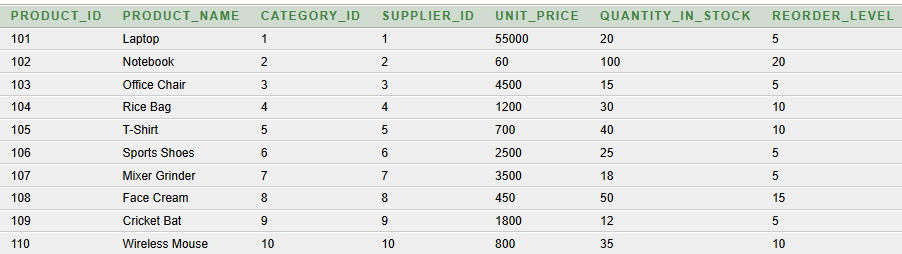 PRODUCT_ID PRODUCT_NAME CATEGORY_ID SUPPLIER_ID UNIT_PRICE QUANTITY_IN_STOCK REORDER_LEVEL
101 Laptop 1 1 55000 20 5
102 Notebook 2 2 60 100 20
103 Office Chair 3 3 4500 15 5
104 Rice Bag 4 4 1200 30 10
105 T-Shirt 5 5 700 40 10
106 Sports Shoes 6 6 2500 25 5
107 Mixer Grinder 7 7 3500 18 5
108 Face Cream 8 8 450 50 15
109 Cricket Bat 9 9 1800 12 5
110 Wireless Mouse 10 10 800 35 10